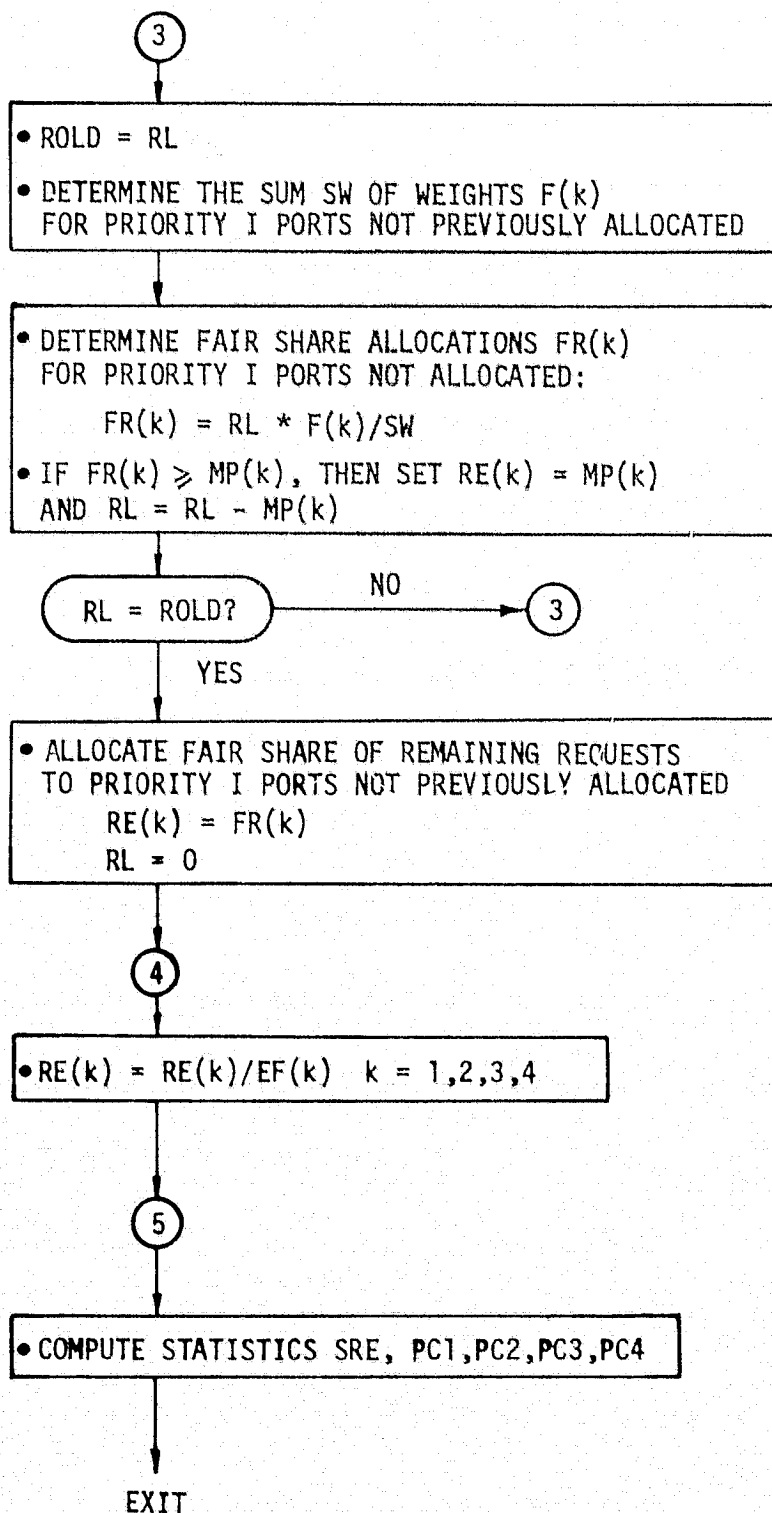 3
• ROLD = RL
• DETERMINE THE SUM SW OF WEIGHTS F(k)
FOR PRIORITY I PORTS NOT PREVIOUSLY ALLOCATED
• DETERMINE FAIR SHARE ALLOCATIONS FR(k)
FOR PRIORITY I PORTS NOT ALLOCATED:
FR(k) = RL * F(k)/SW
• IF FR(k) ⩾ MP(k), THEN SET RE(k) = MP(k)
AND RL = RL - MP(k)
RL = ROLD?
NO
3
YES
• ALLOCATE FAIR SHARE OF REMAINING REQUESTS
TO PRIORITY I PORTS NOT PREVIOUSLY ALLOCATED
RE(k) = FR(k)
RL = 0
4
• RE(k) = RE(k)/EF(k) k = 1,2,3,4
5
• COMPUTE STATISTICS SRE, PC1,PC2,PC3,PC4
EXIT